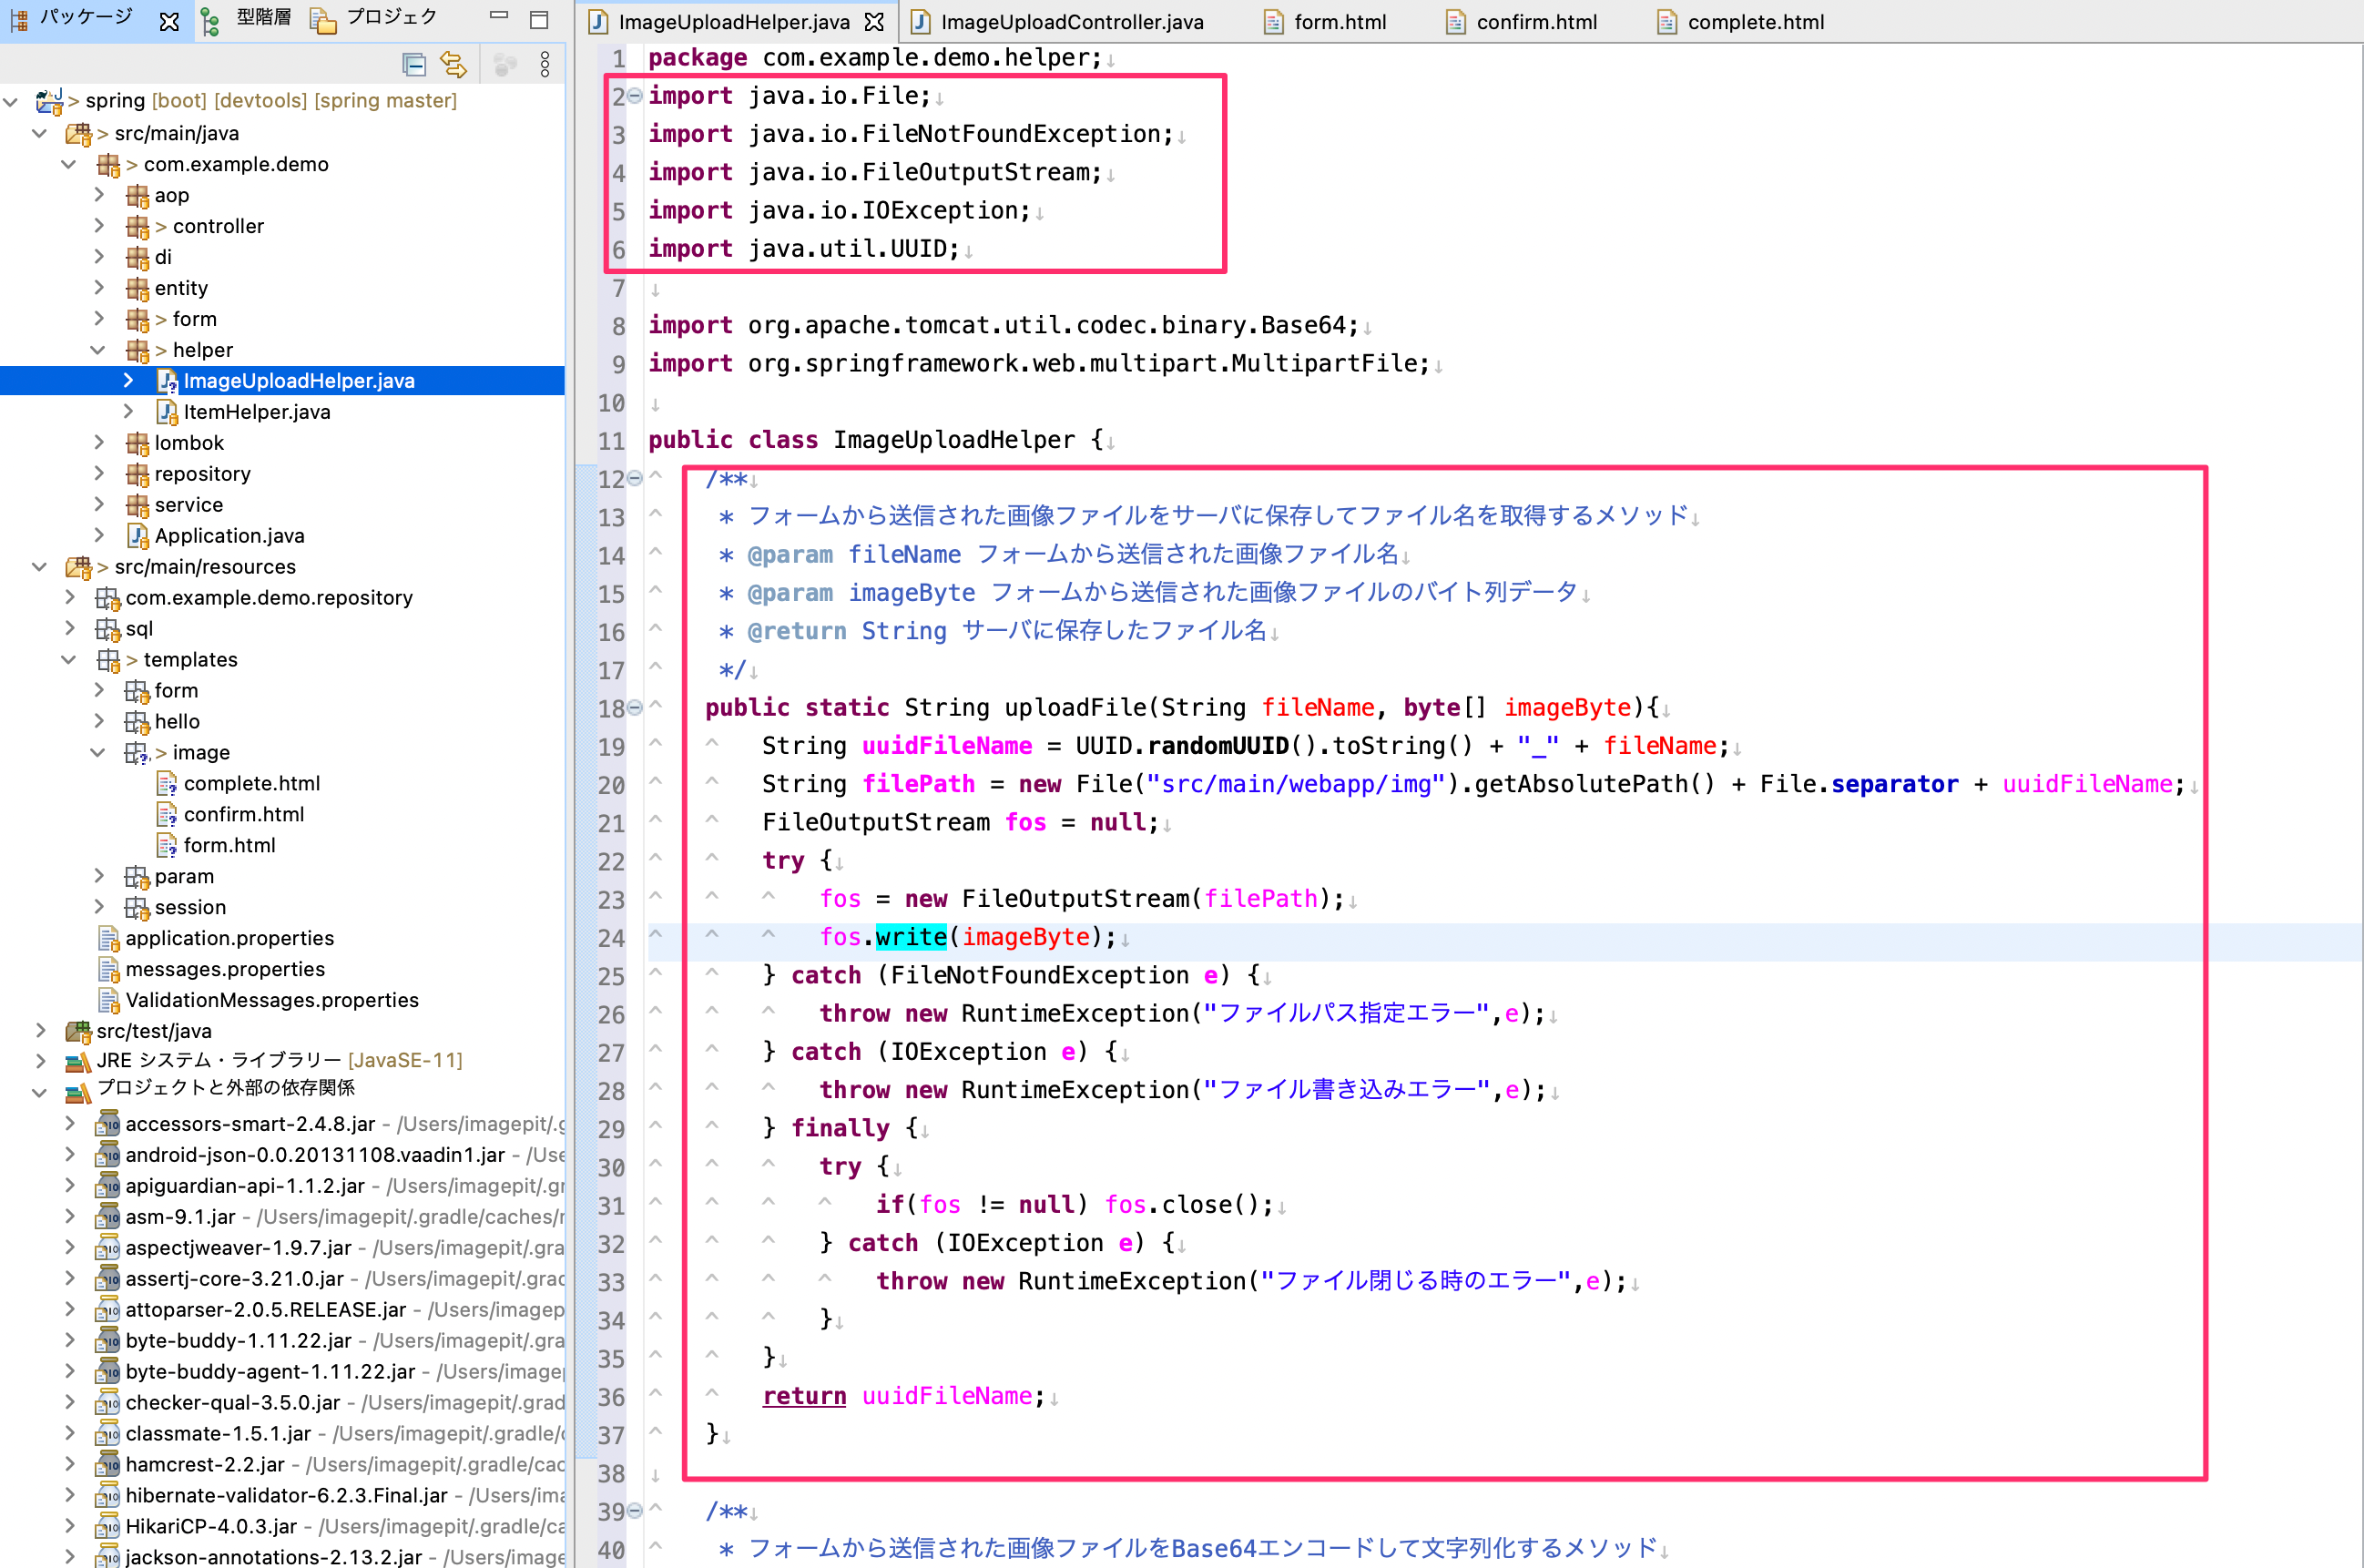 パッケージ
型階層
プロジェク
> spring [boot] [devtools] [spring master]
> src/main/java
> com.example.demo
aop
> controller
di
entity
> form
> helper
ImageUploadHelper.java
ItemHelper.java
lombok
repository
service
Application.java
> src/main/resources
com.example.demo.repository
sql
> templates
form
hello
> image
complete.html
confirm.html
form.html
param
session
application.properties
messages.properties
ValidationMessages.properties
src/test/java
JRE システム・ライブラリー [JavaSE-11]
プロジェクトと外部の依存関係
accessors-smart-2.4.8.jar - /Users/imagepit/.g
android-json-0.0.20131108.vaadin1.jar - /Use
apiguardian-api-1.1.2.jar - /Users/imagepit/.gr
asm-9.1.jar - /Users/imagepit/.gradle/caches/
aspectjweaver-1.9.7.jar - /Users/imagepit/.gra
assertj-core-3.21.0.jar - /Users/imagepit/.grad
attoparser-2.0.5.RELEASE.jar - /Users/imagep
byte-buddy-1.11.22.jar - /Users/imagepit/.grad
byte-buddy-agent-1.11.22.jar - /Users/image
checker-qual-3.5.0.jar - /Users/imagepit/.grad
classmate-1.5.1.jar - /Users/imagepit/.gradle/
hamcrest-2.2.jar - /Users/imagepit/.gradle/cac
hibernate-validator-6.2.3.Final.jar - /Users/im
HikariCP-4.0.3.jar - /Users/imagepit/.gradle/ca
jackson-annotations-2.13.2.jar - /Users/image
ImageUploadHelper.java
ImageUploadController.java
form.html
confirm.html
complete.html
1 package com.example.demo.helper;↓
2 import java.io.File;↓
3 import java.io.FileNotFoundException;↓
4 import java.io.FileOutputStream;↓
5 import java.io.IOException;↓
6 import java.util.UUID;↓
7 ↓
8 import org.apache.tomcat.util.codec.binary.Base64;↓
9 import org.springframework.web.multipart.MultipartFile;↓
10 ↓
11 public class ImageUploadHelper {↓
12 ^ /**↓
13 ^ * フォームから送信された画像ファイルをサーバに保存してファイル名を取得するメソッド↓
14 ^ * @param fileName フォームから送信された画像ファイル名↓
15 ^ * @param imageByte フォームから送信された画像ファイルのバイト列データ↓
16 ^ * @return String サーバに保存したファイル名↓
17 ^ */↓
18 ^ public static String uploadFile(String fileName, byte[] imageByte){↓
19 ^ ^ String uuidFileName = UUID.randomUUID().toString() + "_" + fileName;↓
20 ^ ^ String filePath = new File("src/main/webapp/img").getAbsolutePath() + File.separator + uuidFileName;↓
21 ^ ^ FileOutputStream fos = null;↓
22 ^ ^ try {↓
23 ^ ^ ^ fos = new FileOutputStream(filePath);↓
24 ^ ^ ^ fos.write(imageByte);↓
25 ^ ^ } catch (FileNotFoundException e) {↓
26 ^ ^ ^ throw new RuntimeException("ファイルパス指定エラー",e);↓
27 ^ ^ } catch (IOException e) {↓
28 ^ ^ ^ throw new RuntimeException("ファイル書き込みエラー",e);↓
29 ^ ^ } finally {↓
30 ^ ^ ^ try {↓
31 ^ ^ ^ ^ if(fos != null) fos.close();↓
32 ^ ^ ^ } catch (IOException e) {↓
33 ^ ^ ^ ^ throw new RuntimeException("ファイル閉じる時のエラー",e);↓
34 ^ ^ ^ }↓
35 ^ ^ }↓
36 ^ ^ return uuidFileName;↓
37 ^ }↓
38 ↓
39 ^ /**↓
40 ^ * フォームから送信された画像ファイルをBase64エンコードして文字列化するメソッド↓